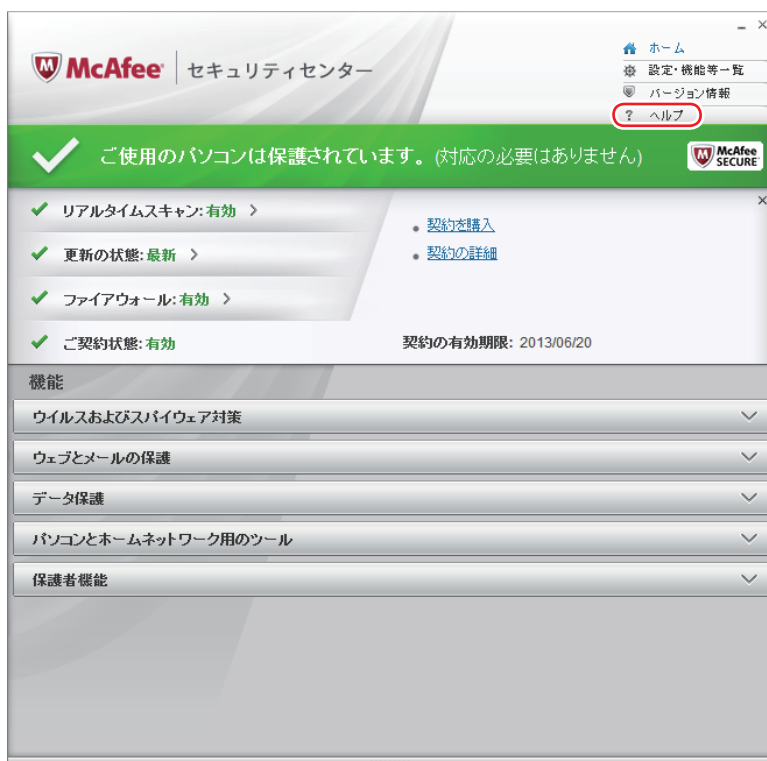 McAfee セキュリティセンター
ホーム
設定・機能等一覧
バージョン情報
? ヘルプ
ご使用のパソコンは保護されています。(対応の必要はありません)
McAfee SECURE
リアルタイムスキャン:有効
更新の状態:最新
ファイアウォール:有効
ご契約状態:有効
契約を購入
契約の詳細
契約の有効期限: 2013/06/20
機能
ウイルスおよびスパイウェア対策
ウェブとメールの保護
データ保護
パソコンとホームネットワーク用のツール
保護者機能